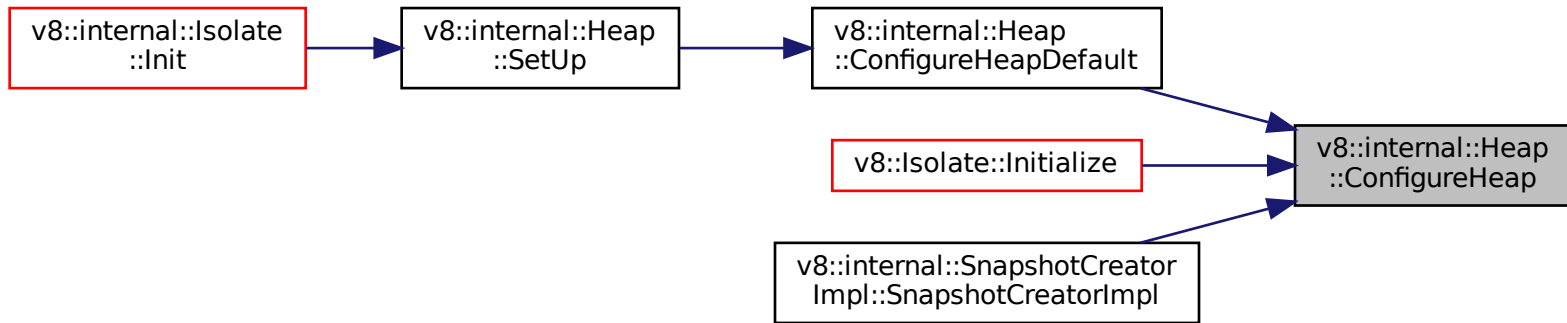 v8::internal::Isolate
::Init
v8::internal::Heap
::SetUp
v8::internal::Heap
::ConfigureHeapDefault
v8::Isolate::Initialize
v8::internal::SnapshotCreator
Impl::SnapshotCreatorImpl
v8::internal::Heap
::ConfigureHeap